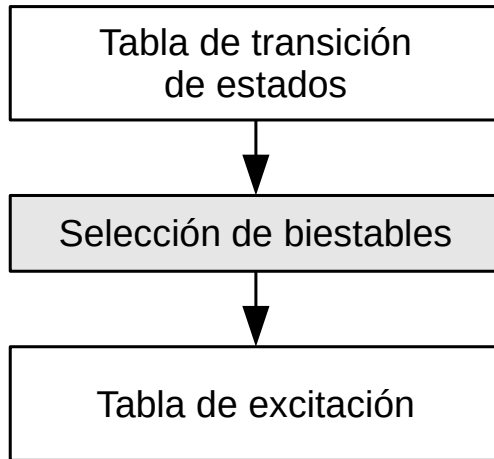 Tabla de transición
de estados
Selección de biestables
Tabla de excitación